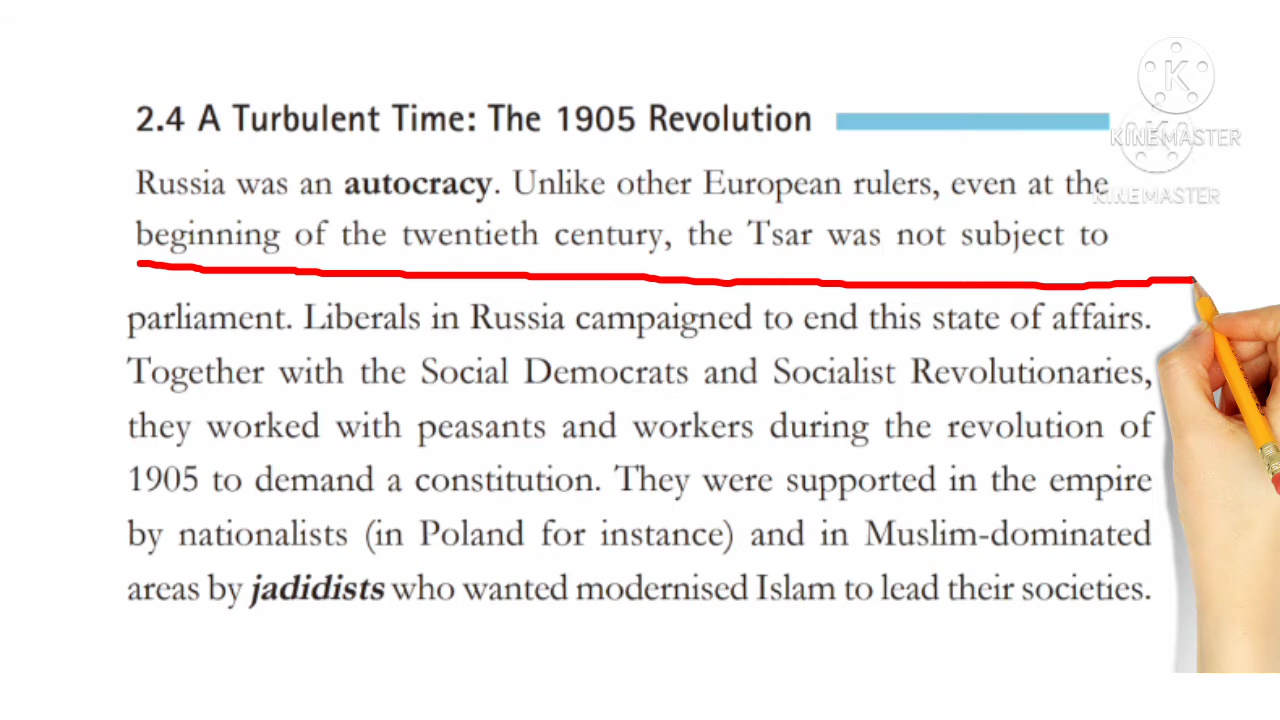 2.4 A Turbulent Time: The 1905 Revolution
Russia was an autocracy. Unlike other European rulers, even at the
beginning of the twentieth century, the Tsar was not subject to
parliament. Liberals in Russia campaigned to end this state of affairs.
Together with the Social Democrats and Socialist Revolutionaries,
they worked with peasants and workers during the revolution of
1905 to demand a constitution. They were supported in the empire
by nationalists (in Poland for instance) and in Muslim-dominated
areas by jadidists who wanted modernised Islam to lead their societies.
K
KINEMASTER
K
KINEMASTER